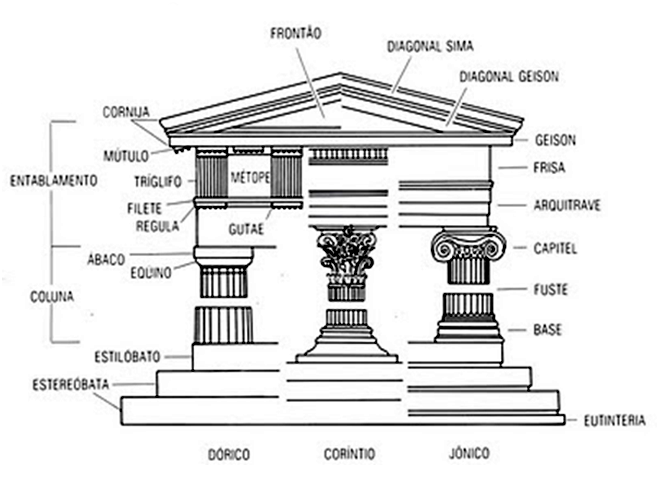 FRONTÃO
DIAGONAL SIMA
DIAGONAL GEISON
CORNIJA
GEISON
MÚTULO
FRISA
ENTABLAMENTO
TRÍGLIFO
MÉTOPE
FILETE
ARQUITRAVE
REGULA
GUTAE
ÁBACO
CAPITEL
EQÜINO
COLUNA
FUSTE
BASE
ESTILÓBATO
ESTEREÓBATA
EUTINTERIA
DÓRICO
CORÍNTIO
JÔNICO